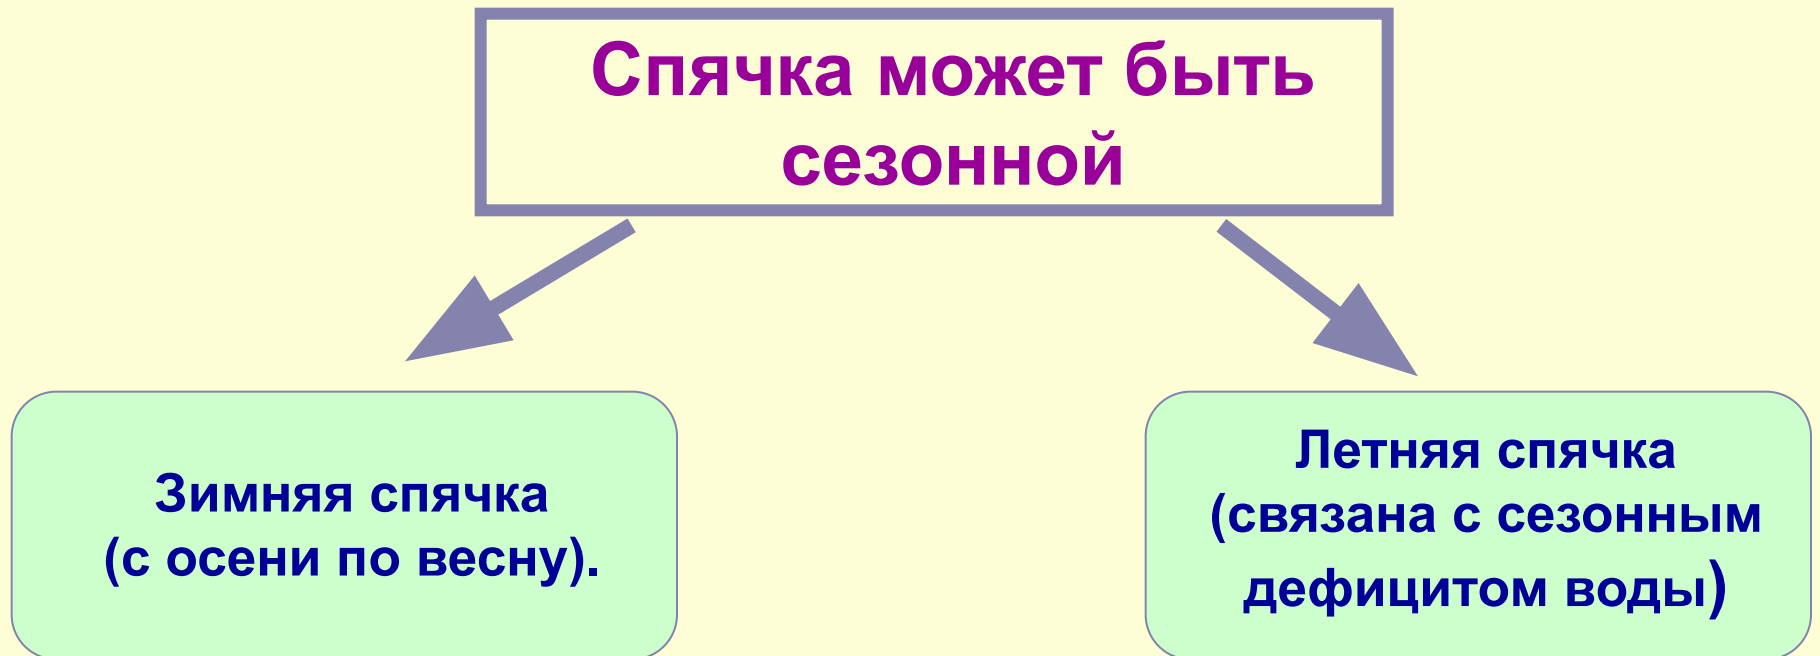 Спячка может быть
сезонной
Зимняя спячка
(с осени по весну).
Летняя спячка
(связана с сезонным
дефицитом воды)